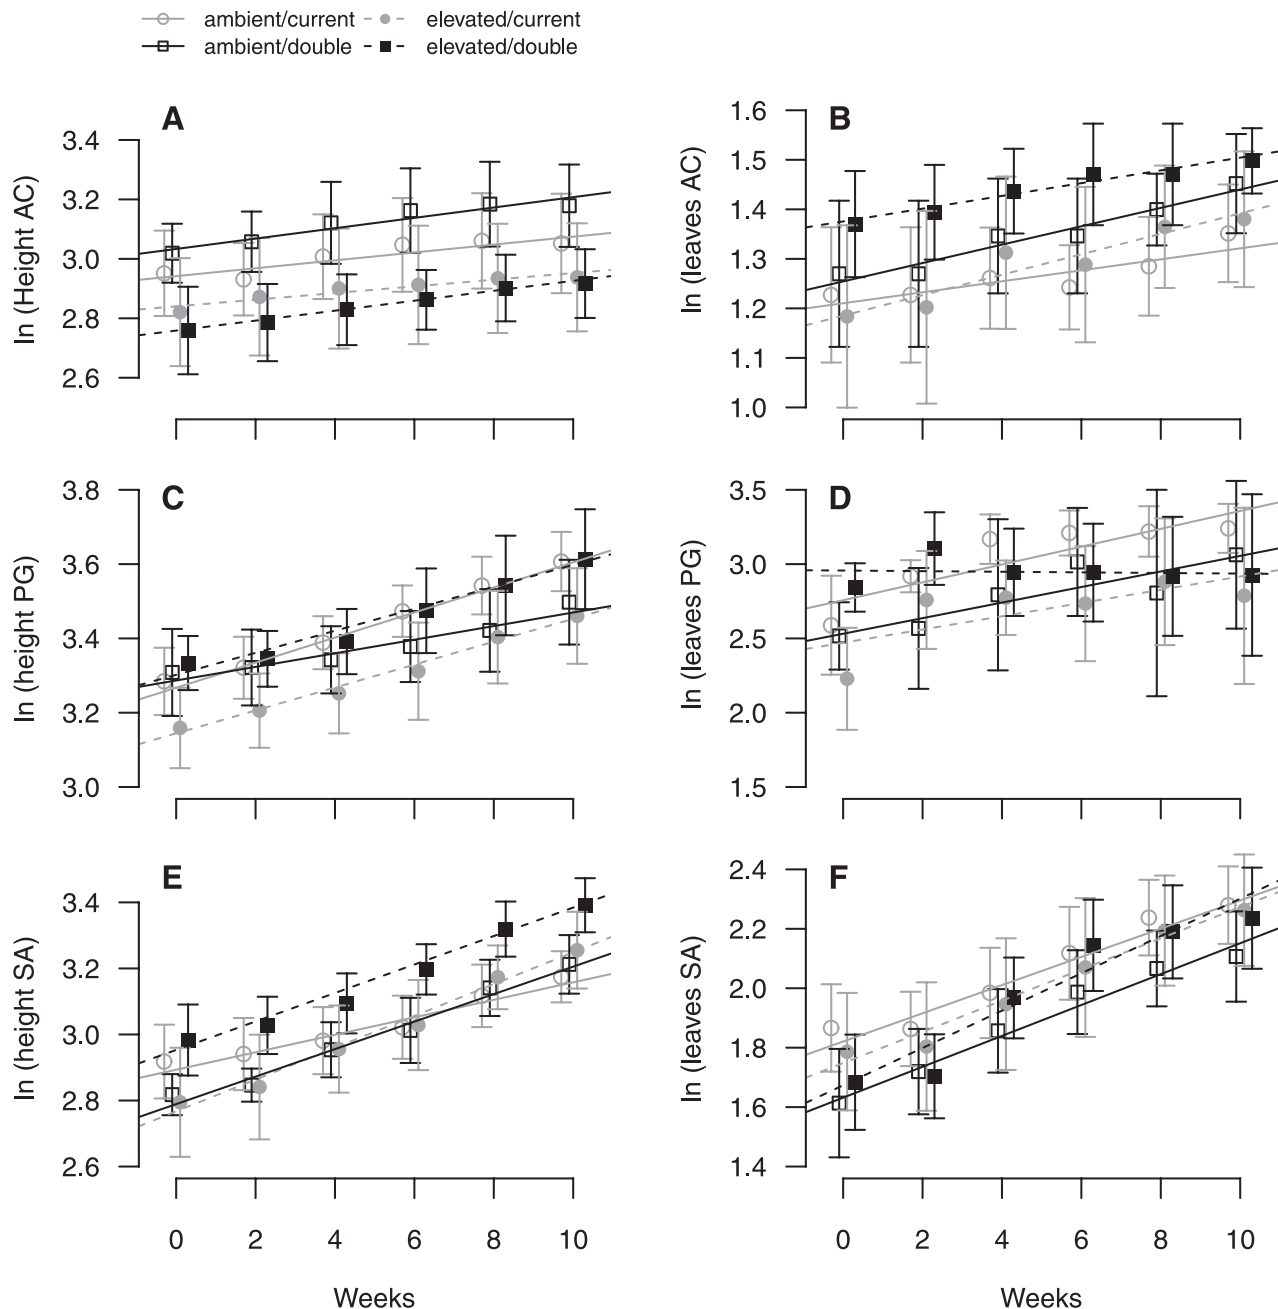 ambient/current elevated/current
ambient/double elevated/double
A
ln (Height AC)
3.4
3.2
3.0
2.8
2.6
B
ln (leaves AC)
1.6
1.5
1.4
1.3
1.2
1.1
1.0
C
ln (height PG)
3.8
3.6
3.4
3.2
3.0
D
ln (leaves PG)
3.5
3.0
2.5
2.0
1.5
E
ln (height SA)
3.4
3.2
3.0
2.8
2.6
0 2 4 6 8 10
Weeks
F
ln (leaves SA)
2.4
2.2
2.0
1.8
1.6
1.4
0 2 4 6 8 10
Weeks